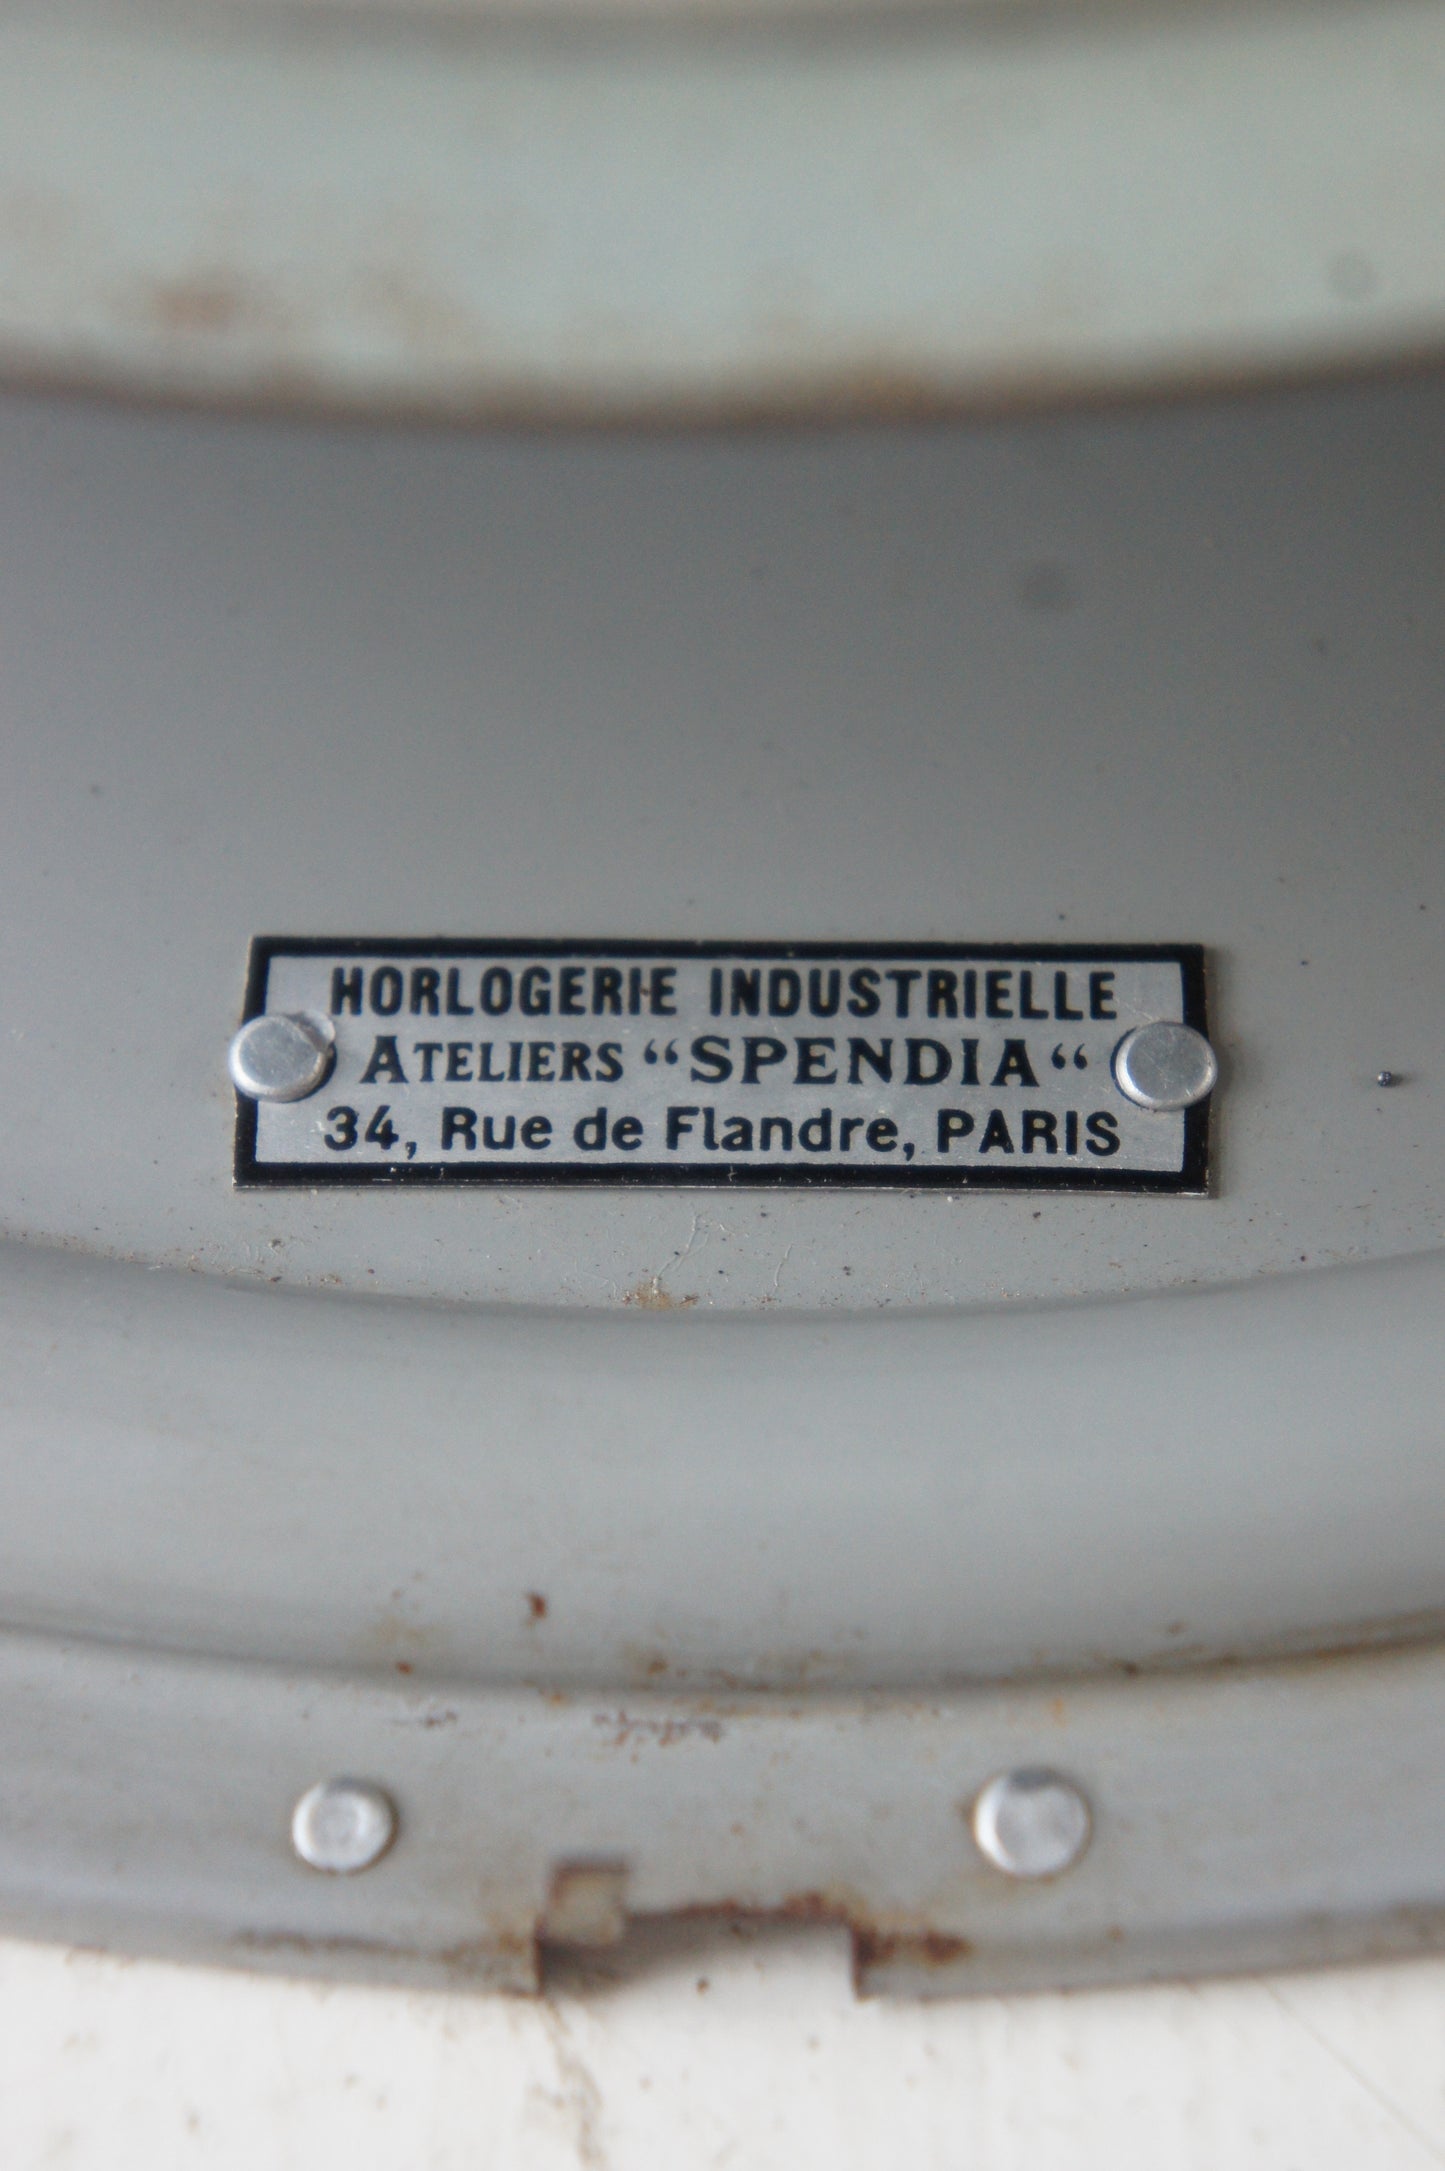 HORLOGERIE INDUSTRIELLE
ATELIERS “SPENDIA“
34, Rue de Flandre, PARIS